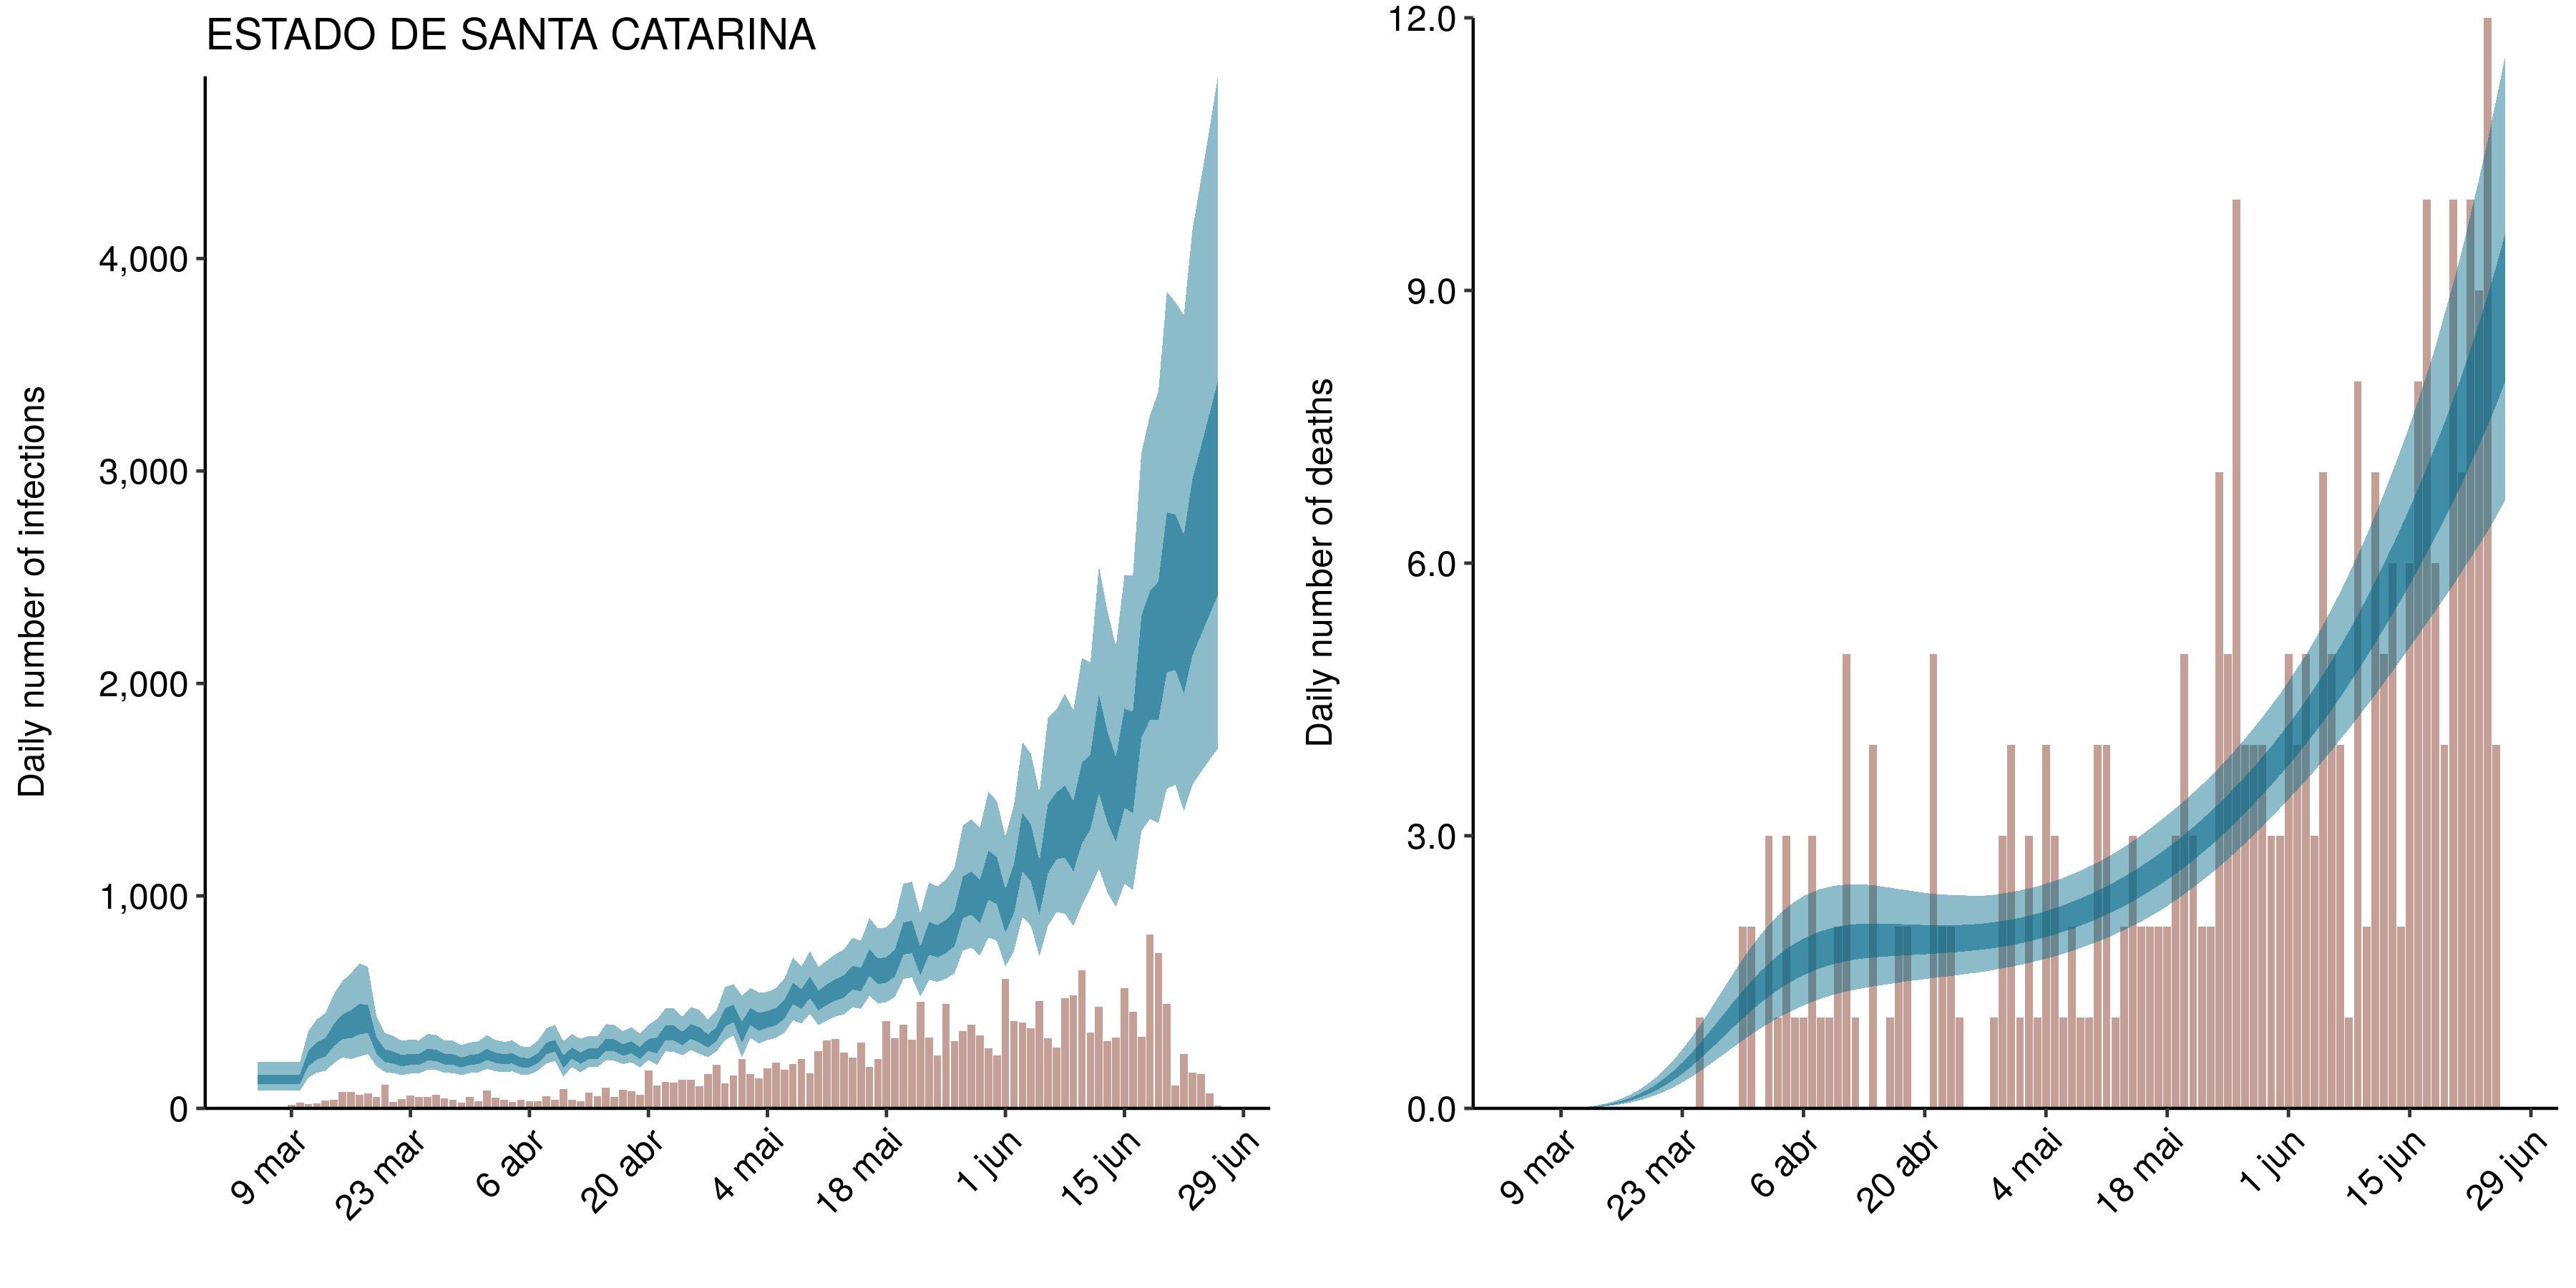 ESTADO DE SANTA CATARINA
Daily number of infections
4,000
3,000
2,000
1,000
0
9 mar
23 mar
6 abr
20 abr
4 mai
18 mai
1 jun
15 jun
29 jun
Daily number of deaths
12.0
9.0
6.0
3.0
0.0
9 mar
23 mar
6 abr
20 abr
4 mai
18 mai
1 jun
15 jun
29 jun